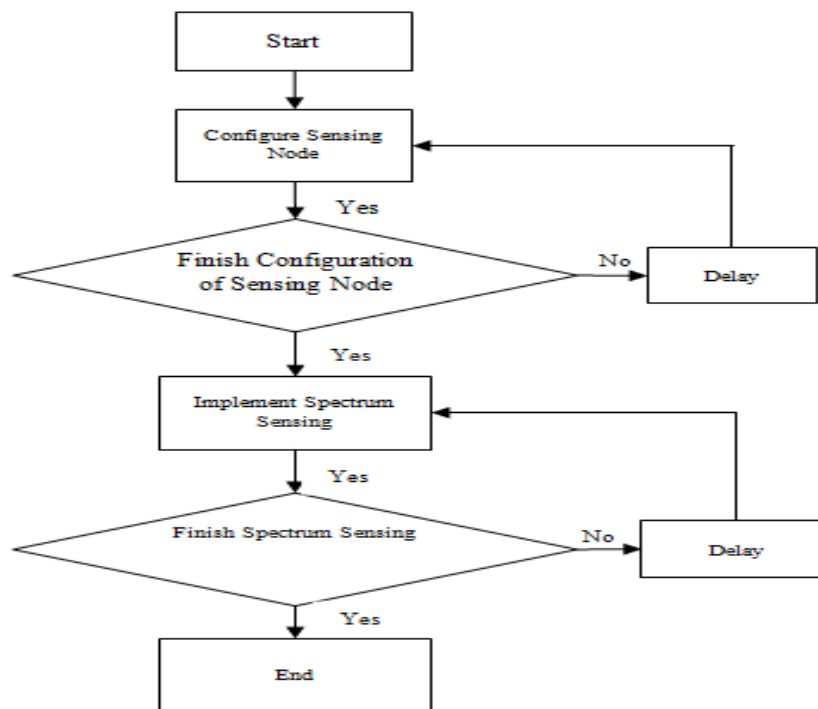 Start
Configure Sensing
Node
Yes
Finish Configuration
of Sensing Node
No
Delay
Yes
Implement Spectrum
Sensing
Yes
Finish Spectrum Sensing
No
Delay
Yes
End